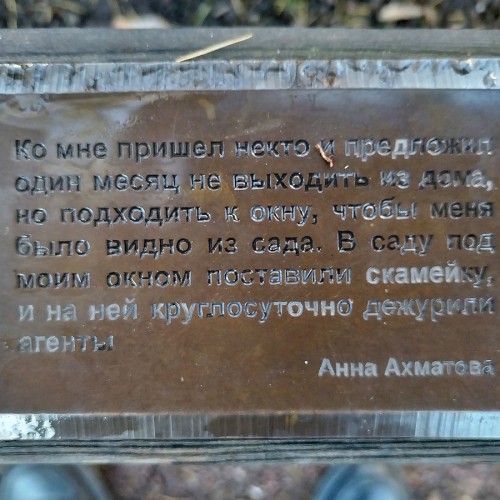 Ко мне пришел некто и предложил
один месяц не выходить из дома,
но подходить к окну, чтобы меня
было видно из сада. В саду под
моим окном поставили скамейку,
и на ней круглосуточно дежурили
агенты
Анна Ахматова